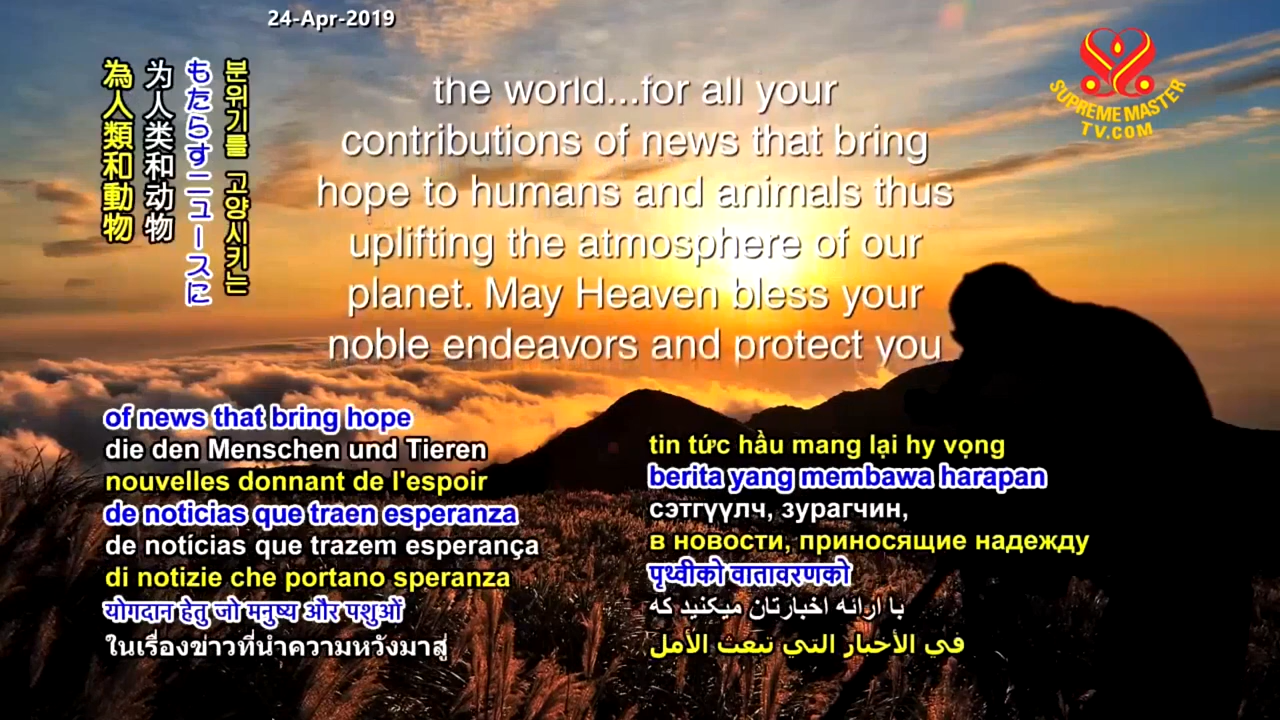 24-Apr-2019
the world...for all your
contributions of news that bring
hope to humans and animals thus
uplifting the atmosphere of our
planet. May Heaven bless your
noble endeavors and protect you
SUPREME MASTER
TV.COM
분위기를 고양시키는
もたらすニュースに
为人类和动物
為人類和動物
of news that bring hope
die den Menschen und Tieren
nouvelles donnant de l'espoir
de noticias que traen esperanza
de notícias que trazem esperança
di notizie che portano speranza
योगदान हेतु जो मनुष्य और पशुओं
ในเรื่องข่าวที่นำความหวังมาสู่
tin tức hầu mang lại hy vọng
berita yang membawa harapan
сэтгүүлч, зурагчин,
в новости, приносящие надежду
पृथ्वीको वातावरणको
با ارائه اخبارتان میکنید که
في الأخبار التي تبعث الأمل